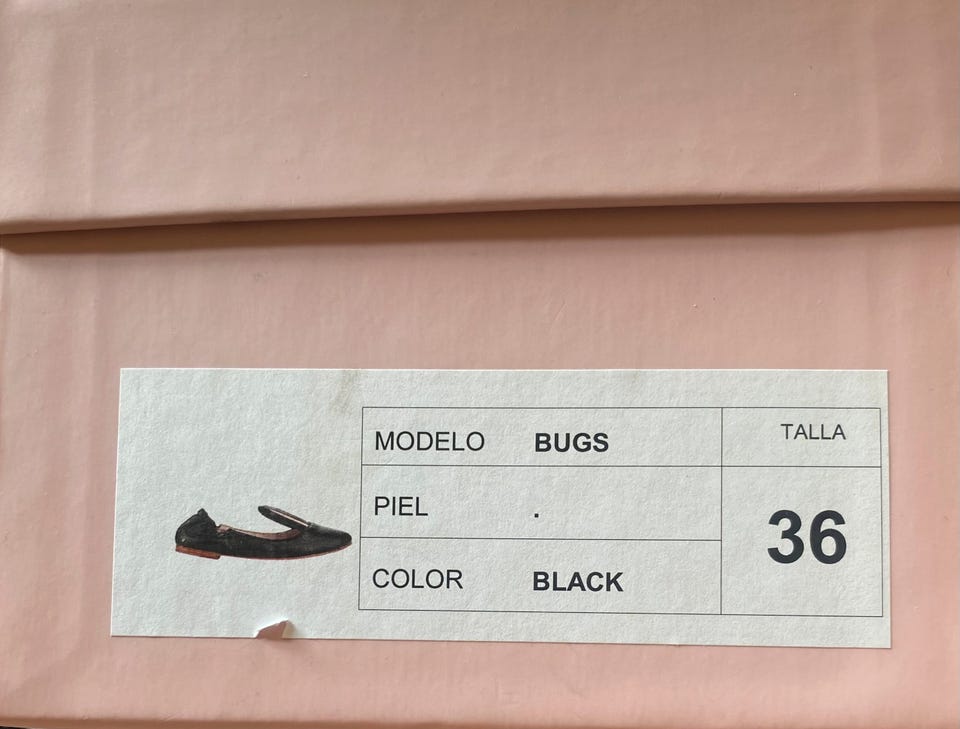 MODELO BUGS
TALLA
PIEL .
36
COLOR BLACK